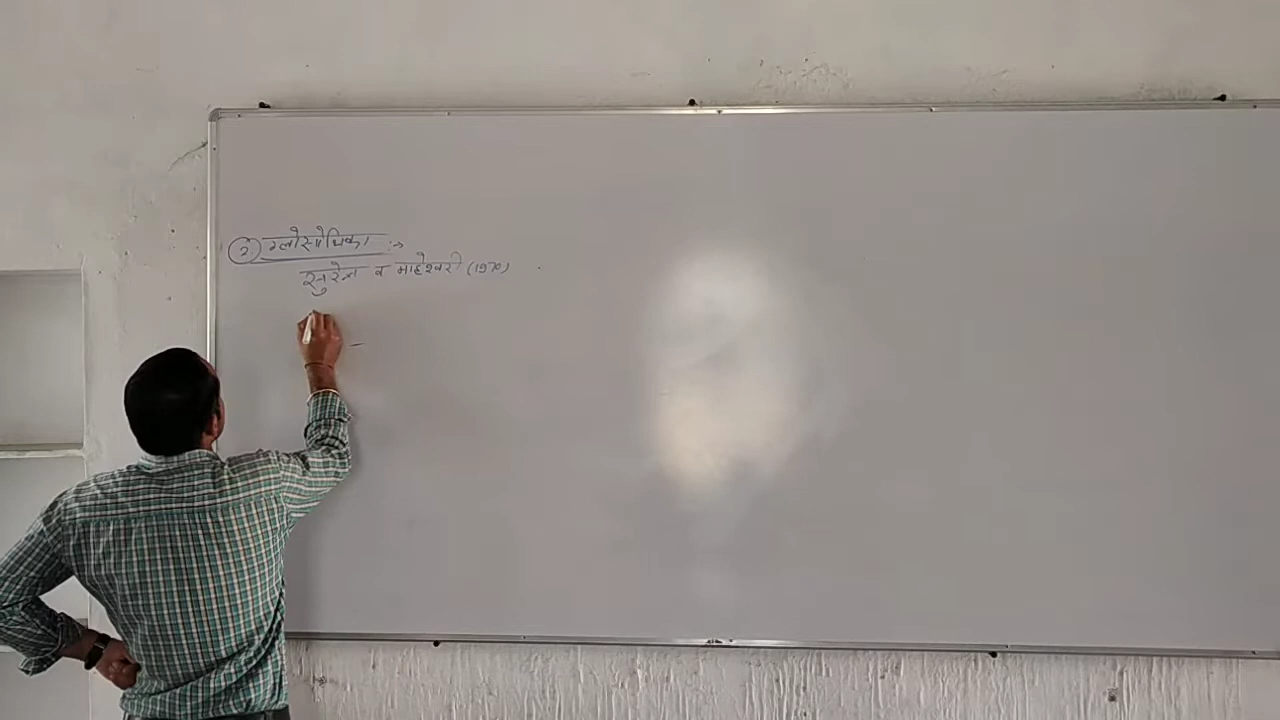 २ ग्लोसोथिका :→
सुरेन्ज व माहेश्वरी (1970)